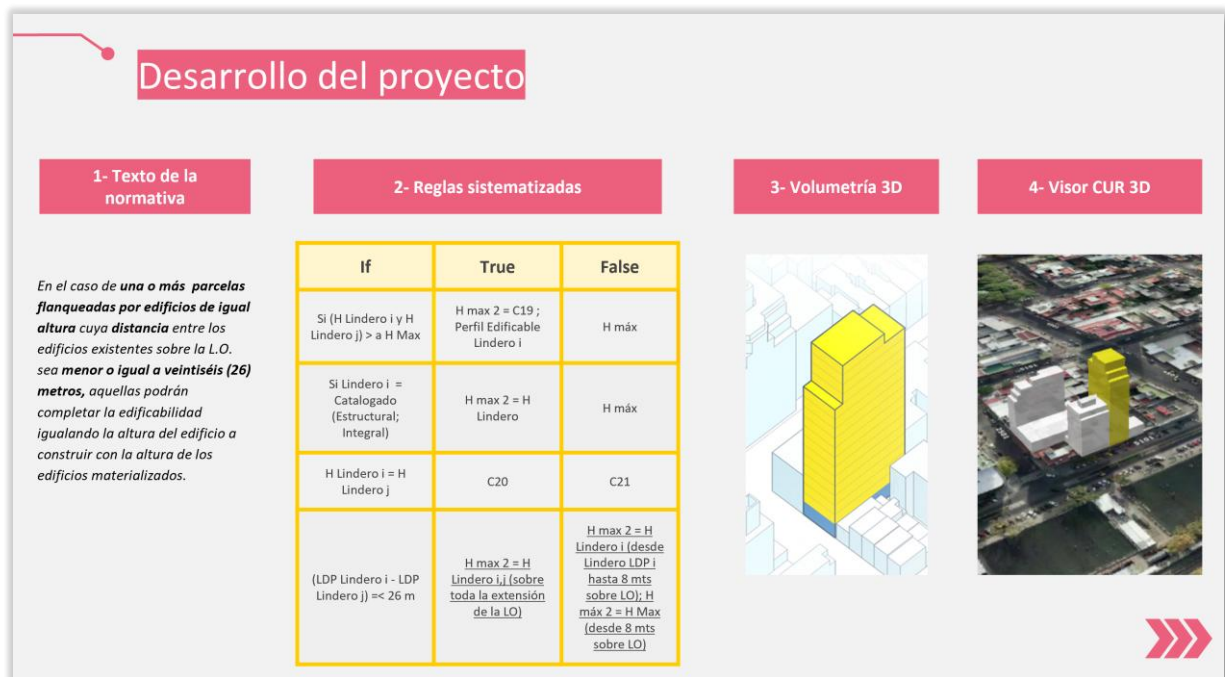 Desarrollo del proyecto
1- Texto de la
normativa
En el caso de una o más parcelas
flanqueadas por edificios de igual
altura cuya distancia entre los
edificios existentes sobre la L.O.
sea menor o igual a veintiséis (26)
metros, aquellas podrán
completar la edificabilidad
igualando la altura del edificio a
construir con la altura de los
edificios materializados.
2- Reglas sistematizadas
If
True
False
Si (H Lindero i y H
Lindero j) > a H Max
H max 2 = C19 ;
Perfil Edificable
Lindero i
H máx
Si Lindero i =
Catalogado
(Estructural;
Integral)
H max 2 = H
Lindero
H máx
H Lindero i = H
Lindero j
C20
C21
(LDP Lindero i - LDP
Lindero j) =< 26 m
H max 2 = H
Lindero i,j (sobre
toda la extensión
de la LO)
H max 2 = H
Lindero i (desde
Lindero LDP i
hasta 8 mts
sobre LO); H
máx 2 = H Max
(desde 8 mts
sobre LO)
3- Volumetría 3D
4- Visor CUR 3D